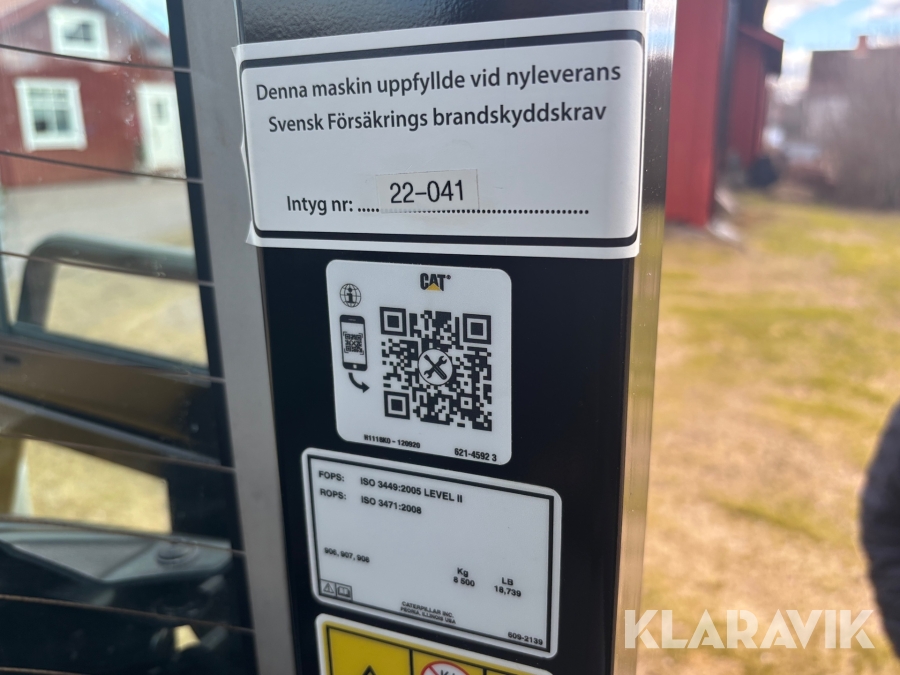 Denna maskin uppfyllde vid nyleverans
Svensk Försäkrings brandskyddskrav
Intyg nr: ..... 22-041 ...............................
CAT
621-4592 3
FOPS: ISO 3449:2005 LEVEL II
ROPS: ISO 3471:2008
906, 907, 908
Kg LB
8 500 18,739
CATERPILLAR INC.
PEORIA, ILLINOIS USA
609-2139
KLARAVIK